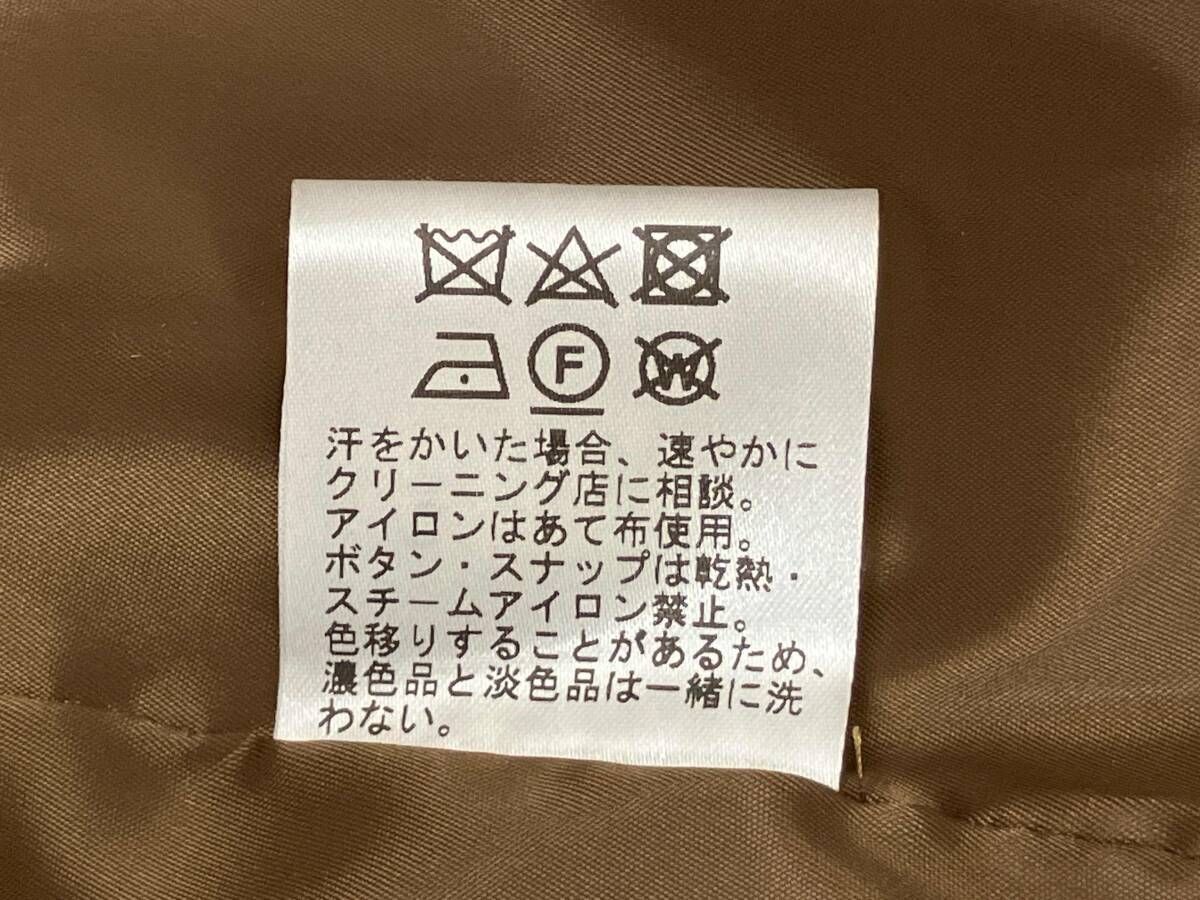 F W
汗をかいた場合、速やかに
クリーニング店に相談。
アイロンはあて布使用。
ボタン・スナップは乾熱・
スチームアイロン禁止。
色移りすることがあるため、
濃色品と淡色品は一緒に洗
わない。